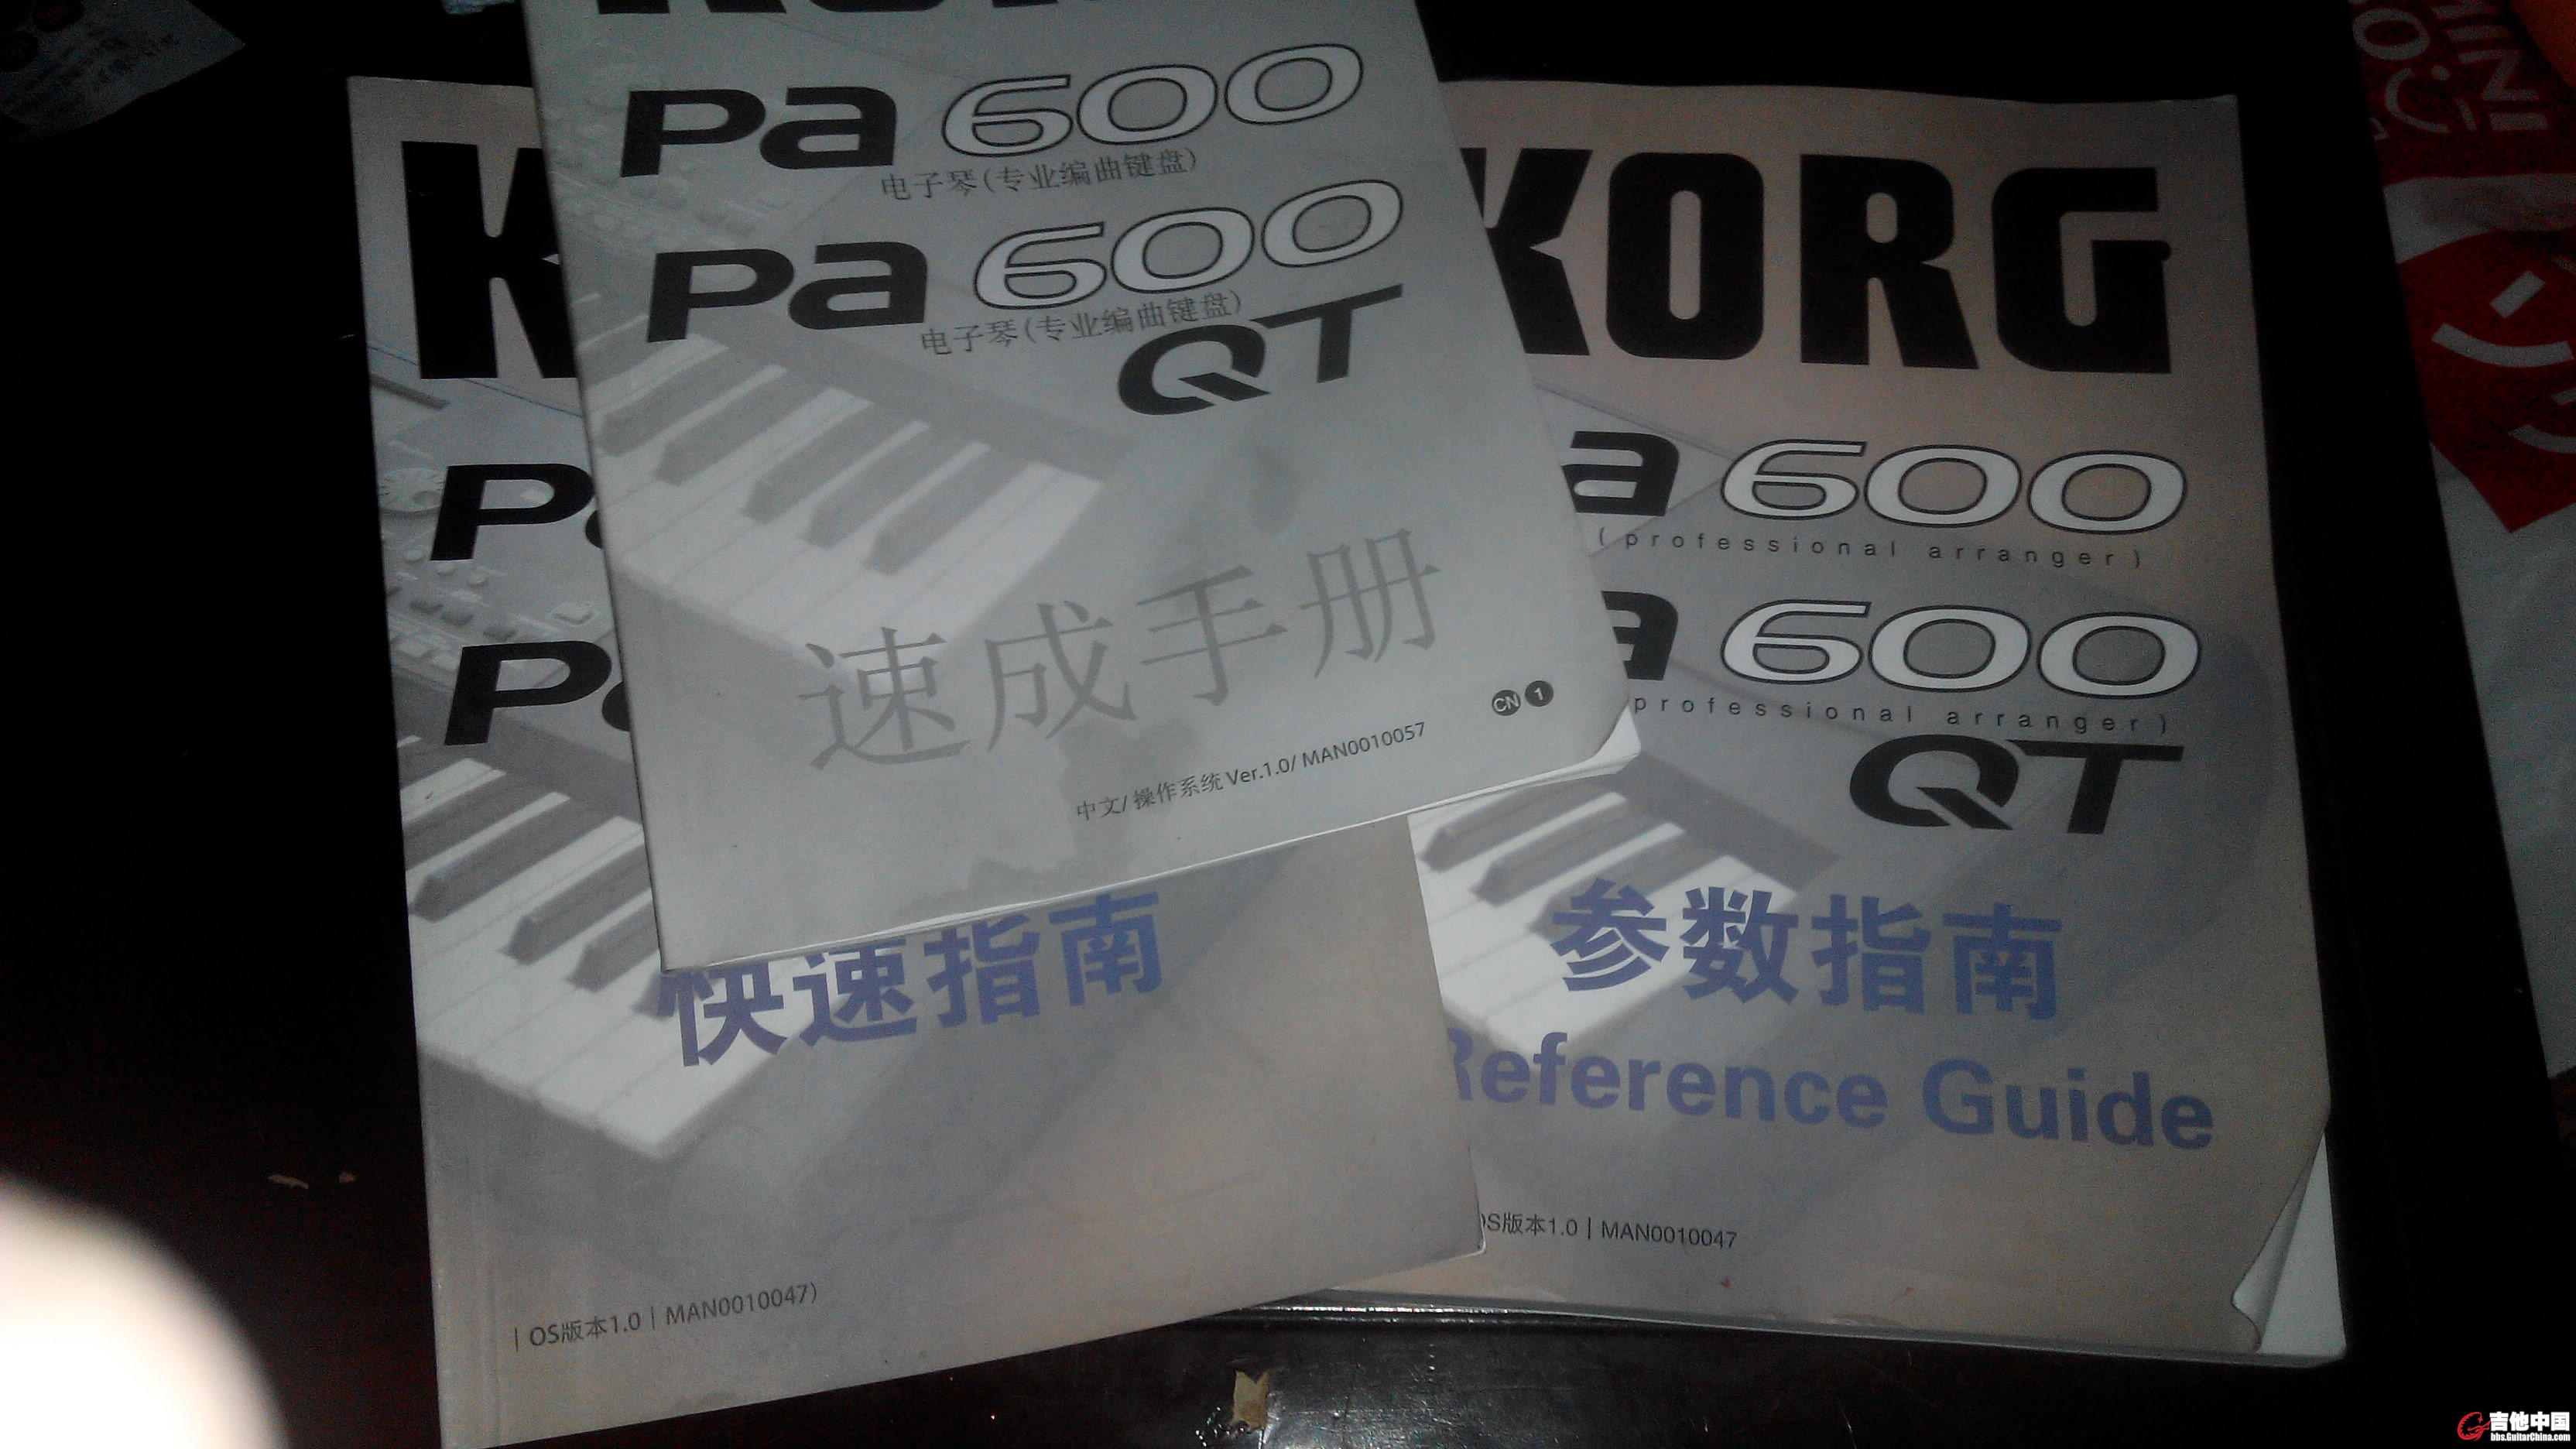 Pa 600
电子琴(专业编曲键盘)
Pa 600
电子琴(专业编曲键盘)
QT
速成手册
CN 1
中文/ 操作系统 Ver.1.0/ MAN0010057
K
P
P
快速指南
| OS版本1.0 | MAN0010047)
KORG
a 600
(professional arranger)
a 600
professional arranger)
QT
参数指南
Reference Guide
OS版本1.0 | MAN0010047
吉他中国
bbs.GuitarChina.com